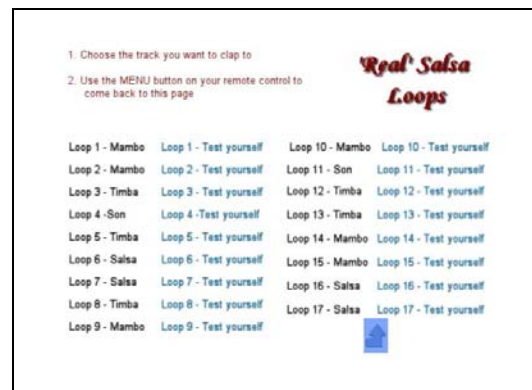 1. Choose the track you want to clap to
2. Use the MENU button on your remote control to
come back to this page
'Real' Salsa
Loops
Loop 1 - Mambo Loop 1 - Test yourself
Loop 2 - Mambo Loop 2 - Test yourself
Loop 3 - Timba Loop 3 - Test yourself
Loop 4 -Son Loop 4 -Test yourself
Loop 5 - Timba Loop 5 - Test yourself
Loop 6 - Salsa Loop 6 - Test yourself
Loop 7 - Salsa Loop 7 - Test yourself
Loop 8 - Timba Loop 8 - Test yourself
Loop 9 - Mambo Loop 9 - Test yourself
Loop 10 - Mambo Loop 10 - Test yourself
Loop 11 - Son Loop 11 - Test yourself
Loop 12 - Timba Loop 12 - Test yourself
Loop 13 - Timba Loop 13 - Test yourself
Loop 14 - Mambo Loop 14 - Test yourself
Loop 15 - Mambo Loop 15 - Test yourself
Loop 16 - Salsa Loop 16 - Test yourself
Loop 17 - Salsa Loop 17 - Test yourself